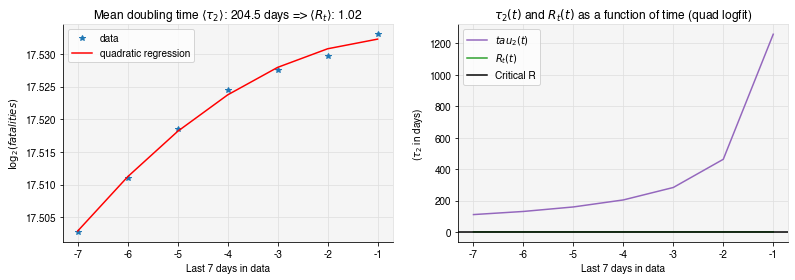 Mean doubling time ⟨τ₂⟩: 204.5 days => ⟨Rₜ⟩: 1.02
data
quadratic regression
log₂(fatalities)
17.530
17.525
17.520
17.515
17.510
17.505
-7 -6 -5 -4 -3 -2 -1
Last 7 days in data
τ₂(t) and Rₜ(t) as a function of time (quad logfit)
tau₂(t)
Rₜ(t)
Critical R
(τ₂ in days)
1200
1000
800
600
400
200
0
-7 -6 -5 -4 -3 -2 -1
Last 7 days in data